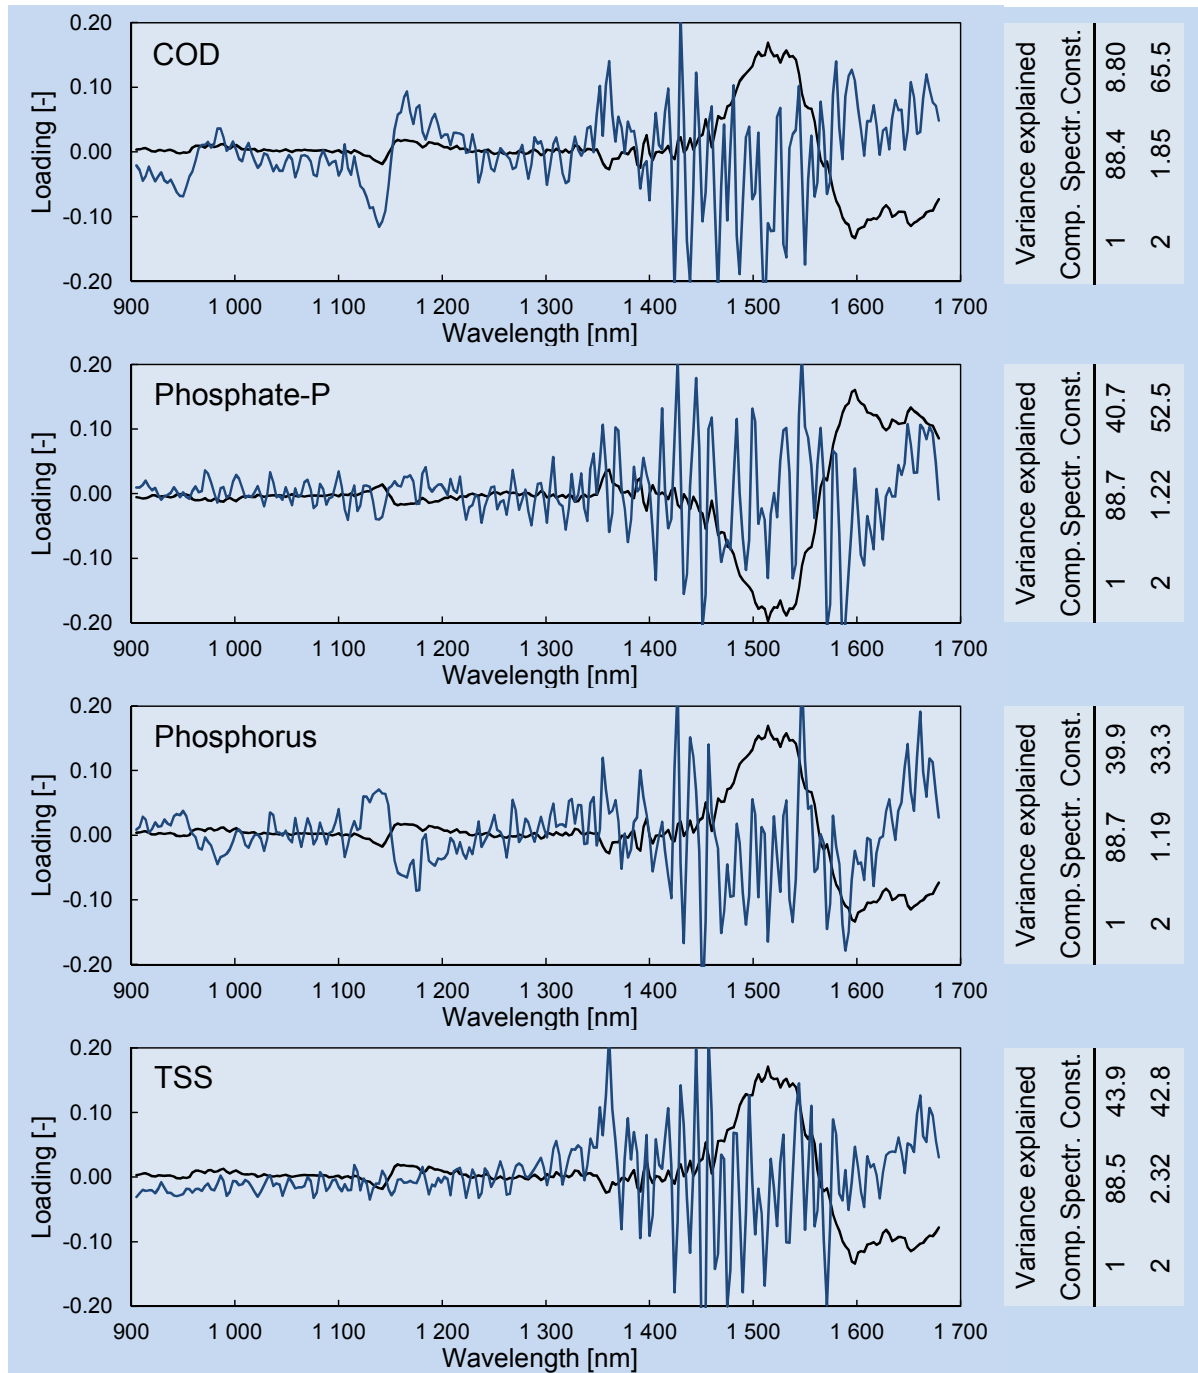 COD
Loading [-]
0.20
0.10
0.00
-0.10
-0.20
900 1 000 1 100 1 200 1 300 1 400 1 500 1 600 1 700
Wavelength [nm]
Variance explained
Comp. Spectr. Const.
1 88.4 8.80
2 1.85 65.5
Phosphate-P
Loading [-]
0.20
0.10
0.00
-0.10
-0.20
900 1 000 1 100 1 200 1 300 1 400 1 500 1 600 1 700
Wavelength [nm]
Variance explained
Comp. Spectr. Const.
1 88.7 40.7
2 1.22 52.5
Phosphorus
Loading [-]
0.20
0.10
0.00
-0.10
-0.20
900 1 000 1 100 1 200 1 300 1 400 1 500 1 600 1 700
Wavelength [nm]
Variance explained
Comp. Spectr. Const.
1 88.7 39.9
2 1.19 33.3
TSS
Loading [-]
0.20
0.10
0.00
-0.10
-0.20
900 1 000 1 100 1 200 1 300 1 400 1 500 1 600 1 700
Wavelength [nm]
Variance explained
Comp. Spectr. Const.
1 88.5 43.9
2 2.32 42.8